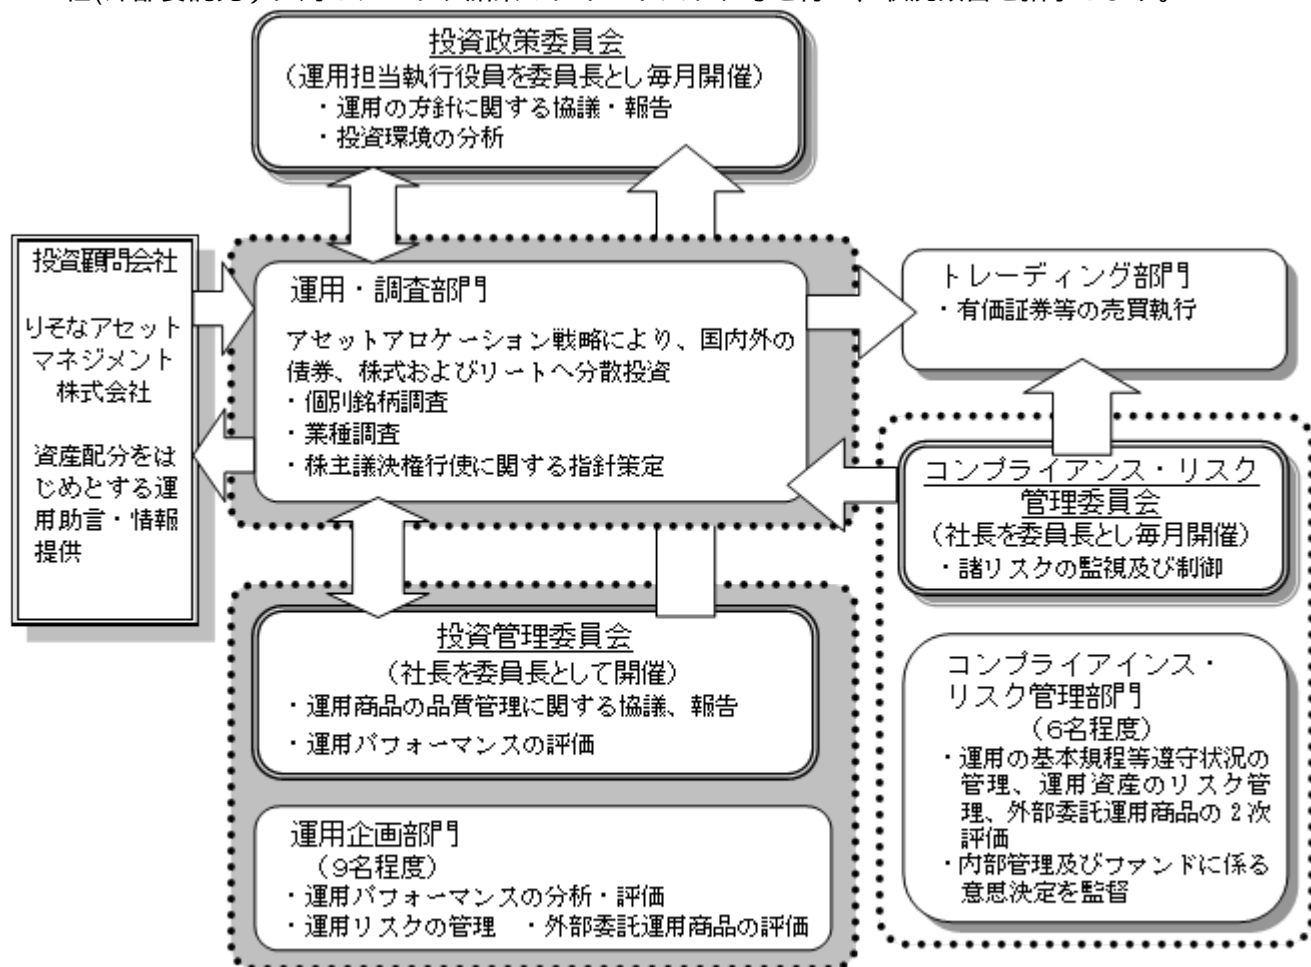 投資政策委員会
（運用担当執行役員を委員長とし毎月開催）
・運用の方針に関する協議・報告
・投資環境の分析
投資顧問会社
りそなアセット
マネジメント
株式会社
資産配分をは
じめとする運
用助言・情報
提供
運用・調査部門
アセットアロケーション戦略により、国内外の
債券、株式およびリートへ分散投資
・個別銘柄調査
・業種調査
・株主議決権行使に関する指針策定
トレーディング部門
・有価証券等の売買執行
コンプライアンス・リスク
管理委員会
（社長を委員長とし毎月開催）
・諸リスクの監視及び制御
投資管理委員会
（社長を委員長として開催）
・運用商品の品質管理に関する協議、報告
・運用パフォーマンスの評価
運用企画部門
（9名程度）
・運用パフォーマンスの分析・評価
・運用リスクの管理　・外部委託運用商品の評価
コンプライアインス・
リスク管理部門
（6名程度）
・運用の基本規程等遵守状況の
管理、運用資産のリスク管
理、外部委託運用商品の２次
評価
・内部管理及びファンドに係る
意思決定を監督